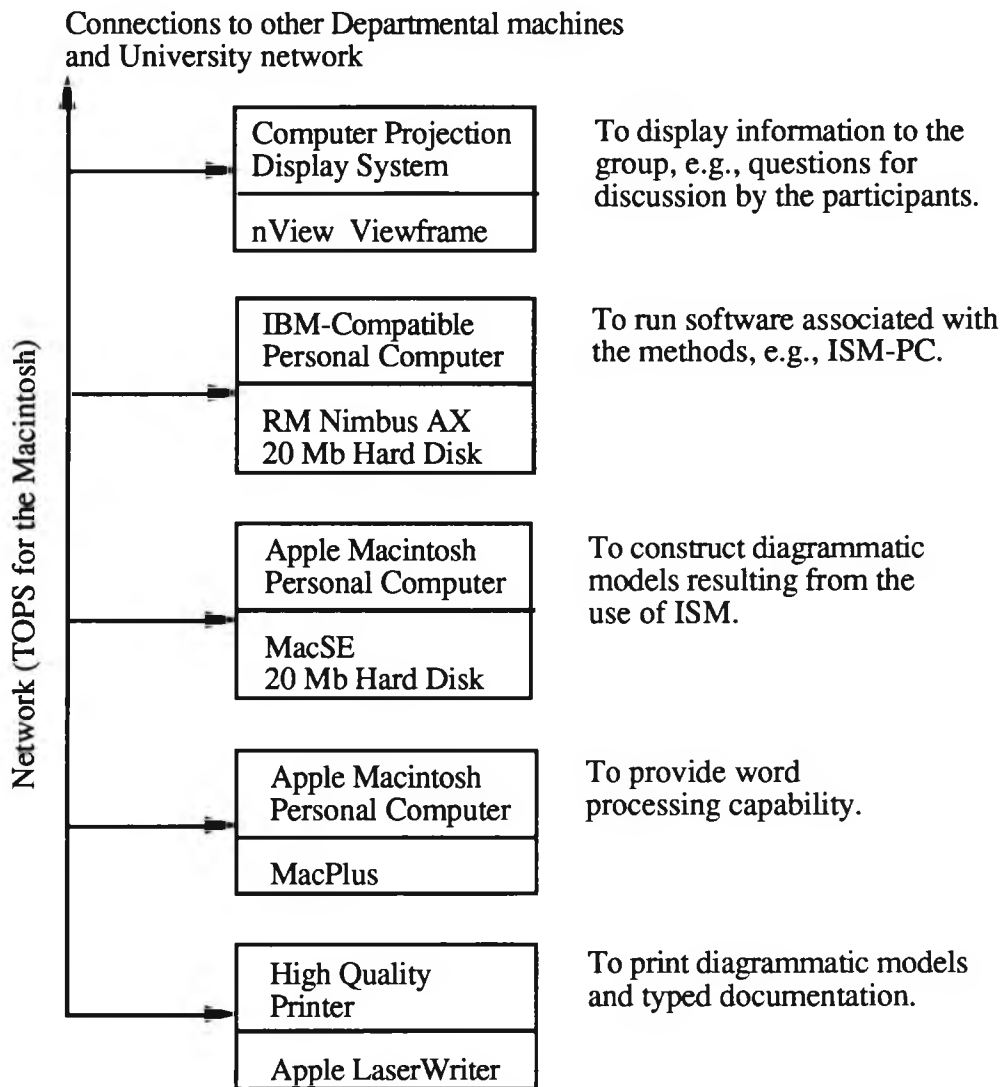 Connections to other Departmental machines
and University network
Network (TOPS for the Macintosh)
Computer Projection
Display System
nView Viewframe
To display information to the
group, e.g., questions for
discussion by the participants.
IBM-Compatible
Personal Computer
RM Nimbus AX
20 Mb Hard Disk
To run software associated with
the methods, e.g., ISM-PC.
Apple Macintosh
Personal Computer
MacSE
20 Mb Hard Disk
To construct diagrammatic
models resulting from the
use of ISM.
Apple Macintosh
Personal Computer
MacPlus
To provide word
processing capability.
High Quality
Printer
Apple LaserWriter
To print diagrammatic models
and typed documentation.